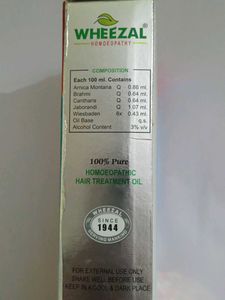 WHEEZAL
HOMOEOPATHY
COMPOSITION
Each 100 ml. Contains
Arnica Montana Q 0.86 ml.
Brahmi Q 0.64 ml.
Cantharis Q 0.64 ml.
Jaborandi Q 1.07 ml.
Wiesbaden 6x 0.43 ml.
Oil Base q.s.
Alcohol Content 3% v/v
100% Pure
HOMOEOPATHIC
HAIR TREATMENT OIL
WHEEZAL
SINCE
1944
FOR EXTERNAL USE ONLY
SHAKE WELL BEFORE USE
KEEP IN A COOL & DARK PLACE